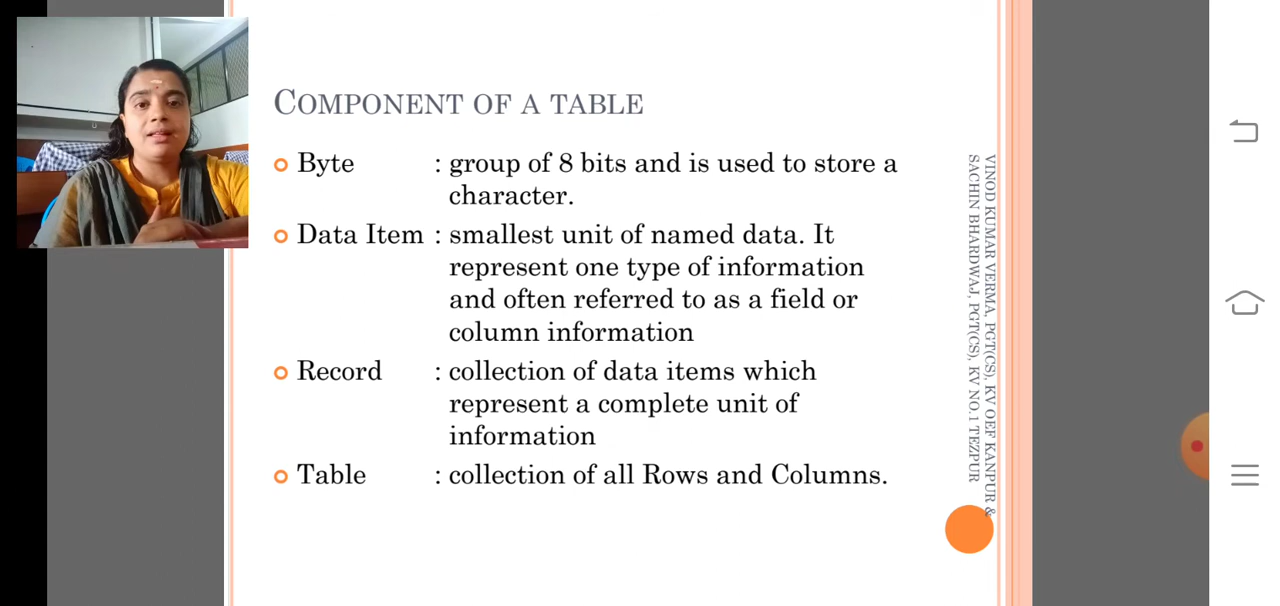 COMPONENT OF A TABLE
Byte : group of 8 bits and is used to store a
character.
Data Item : smallest unit of named data. It
represent one type of information
and often referred to as a field or
column information
Record : collection of data items which
represent a complete unit of
information
Table : collection of all Rows and Columns.
VINOD KUMAR VERMA, PGT(CS), KV OEF KANPUR &
SACHIN BHARDWAJ, PGT(CS), KV NO.1 TEZPUR